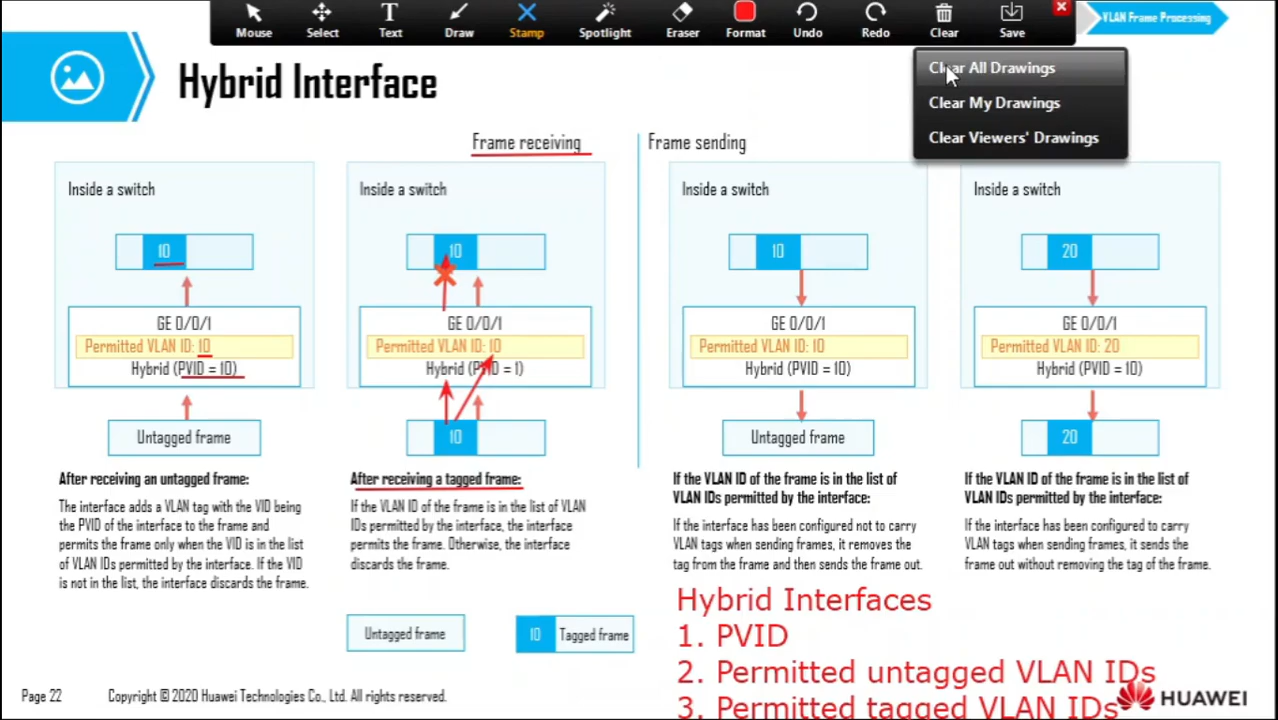 Mouse
Select
Text
Draw
Stamp
Spotlight
Eraser
Format
Undo
Redo
Clear
Save
VLAN Frame Processing
Clear All Drawings
Clear My Drawings
Clear Viewers' Drawings
Hybrid Interface
Frame receiving
Frame sending
Inside a switch
10
GE 0/0/1
Permitted VLAN ID: 10
Hybrid (PVID = 10)
Untagged frame
After receiving an untagged frame:
The interface adds a VLAN tag with the VID being
the PVID of the interface to the frame and
permits the frame only when the VID is in the list
of VLAN IDs permitted by the interface. If the VID
is not in the list, the interface discards the frame.
Inside a switch
10
GE 0/0/1
Permitted VLAN ID: 10
Hybrid (PVID = 1)
10
After receiving a tagged frame:
If the VLAN ID of the frame is in the list of VLAN
IDs permitted by the interface, the interface
permits the frame. Otherwise, the interface
discards the frame.
Inside a switch
10
GE 0/0/1
Permitted VLAN ID: 10
Hybrid (PVID = 10)
Untagged frame
If the VLAN ID of the frame is in the list of
VLAN IDs permitted by the interface:
If the interface has been configured not to carry
VLAN tags when sending frames, it removes the
tag from the frame and then sends the frame out.
Inside a switch
20
GE 0/0/1
Permitted VLAN ID: 20
Hybrid (PVID = 10)
20
If the VLAN ID of the frame is in the list of
VLAN IDs permitted by the interface:
If the interface has been configured to carry
VLAN tags when sending frames, it sends the
frame out without removing the tag of the frame.
Untagged frame
10 Tagged frame
Hybrid Interfaces
1. PVID
2. Permitted untagged VLAN IDs
3. Permitted tagged VLAN IDs
Page 22
Copyright © 2020 Huawei Technologies Co., Ltd. All rights reserved.
HUAWEI